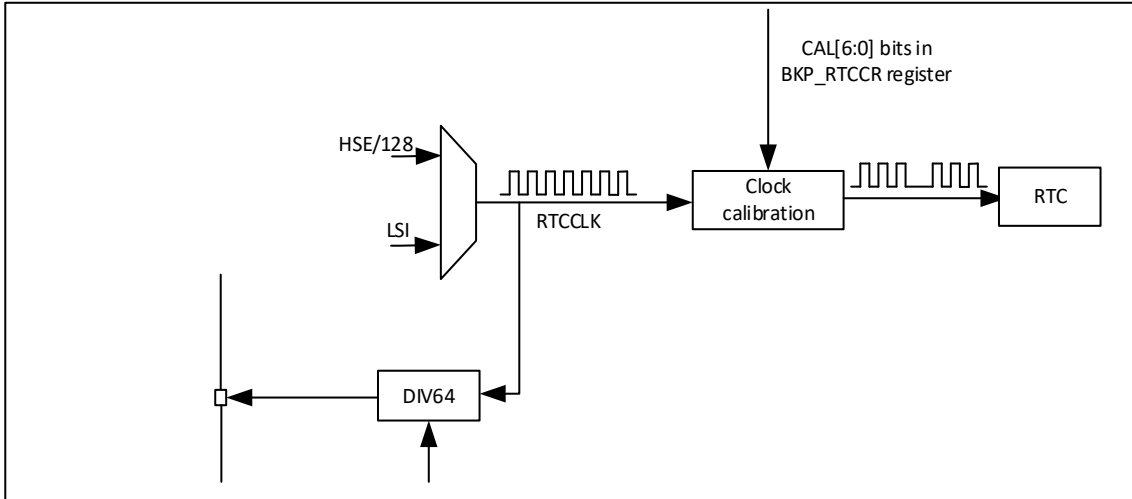 CAL[6:0] bits in
BKP_RTCCR register
HSE/128
LSI
RTCCLK
Clock
calibration
RTC
DIV64